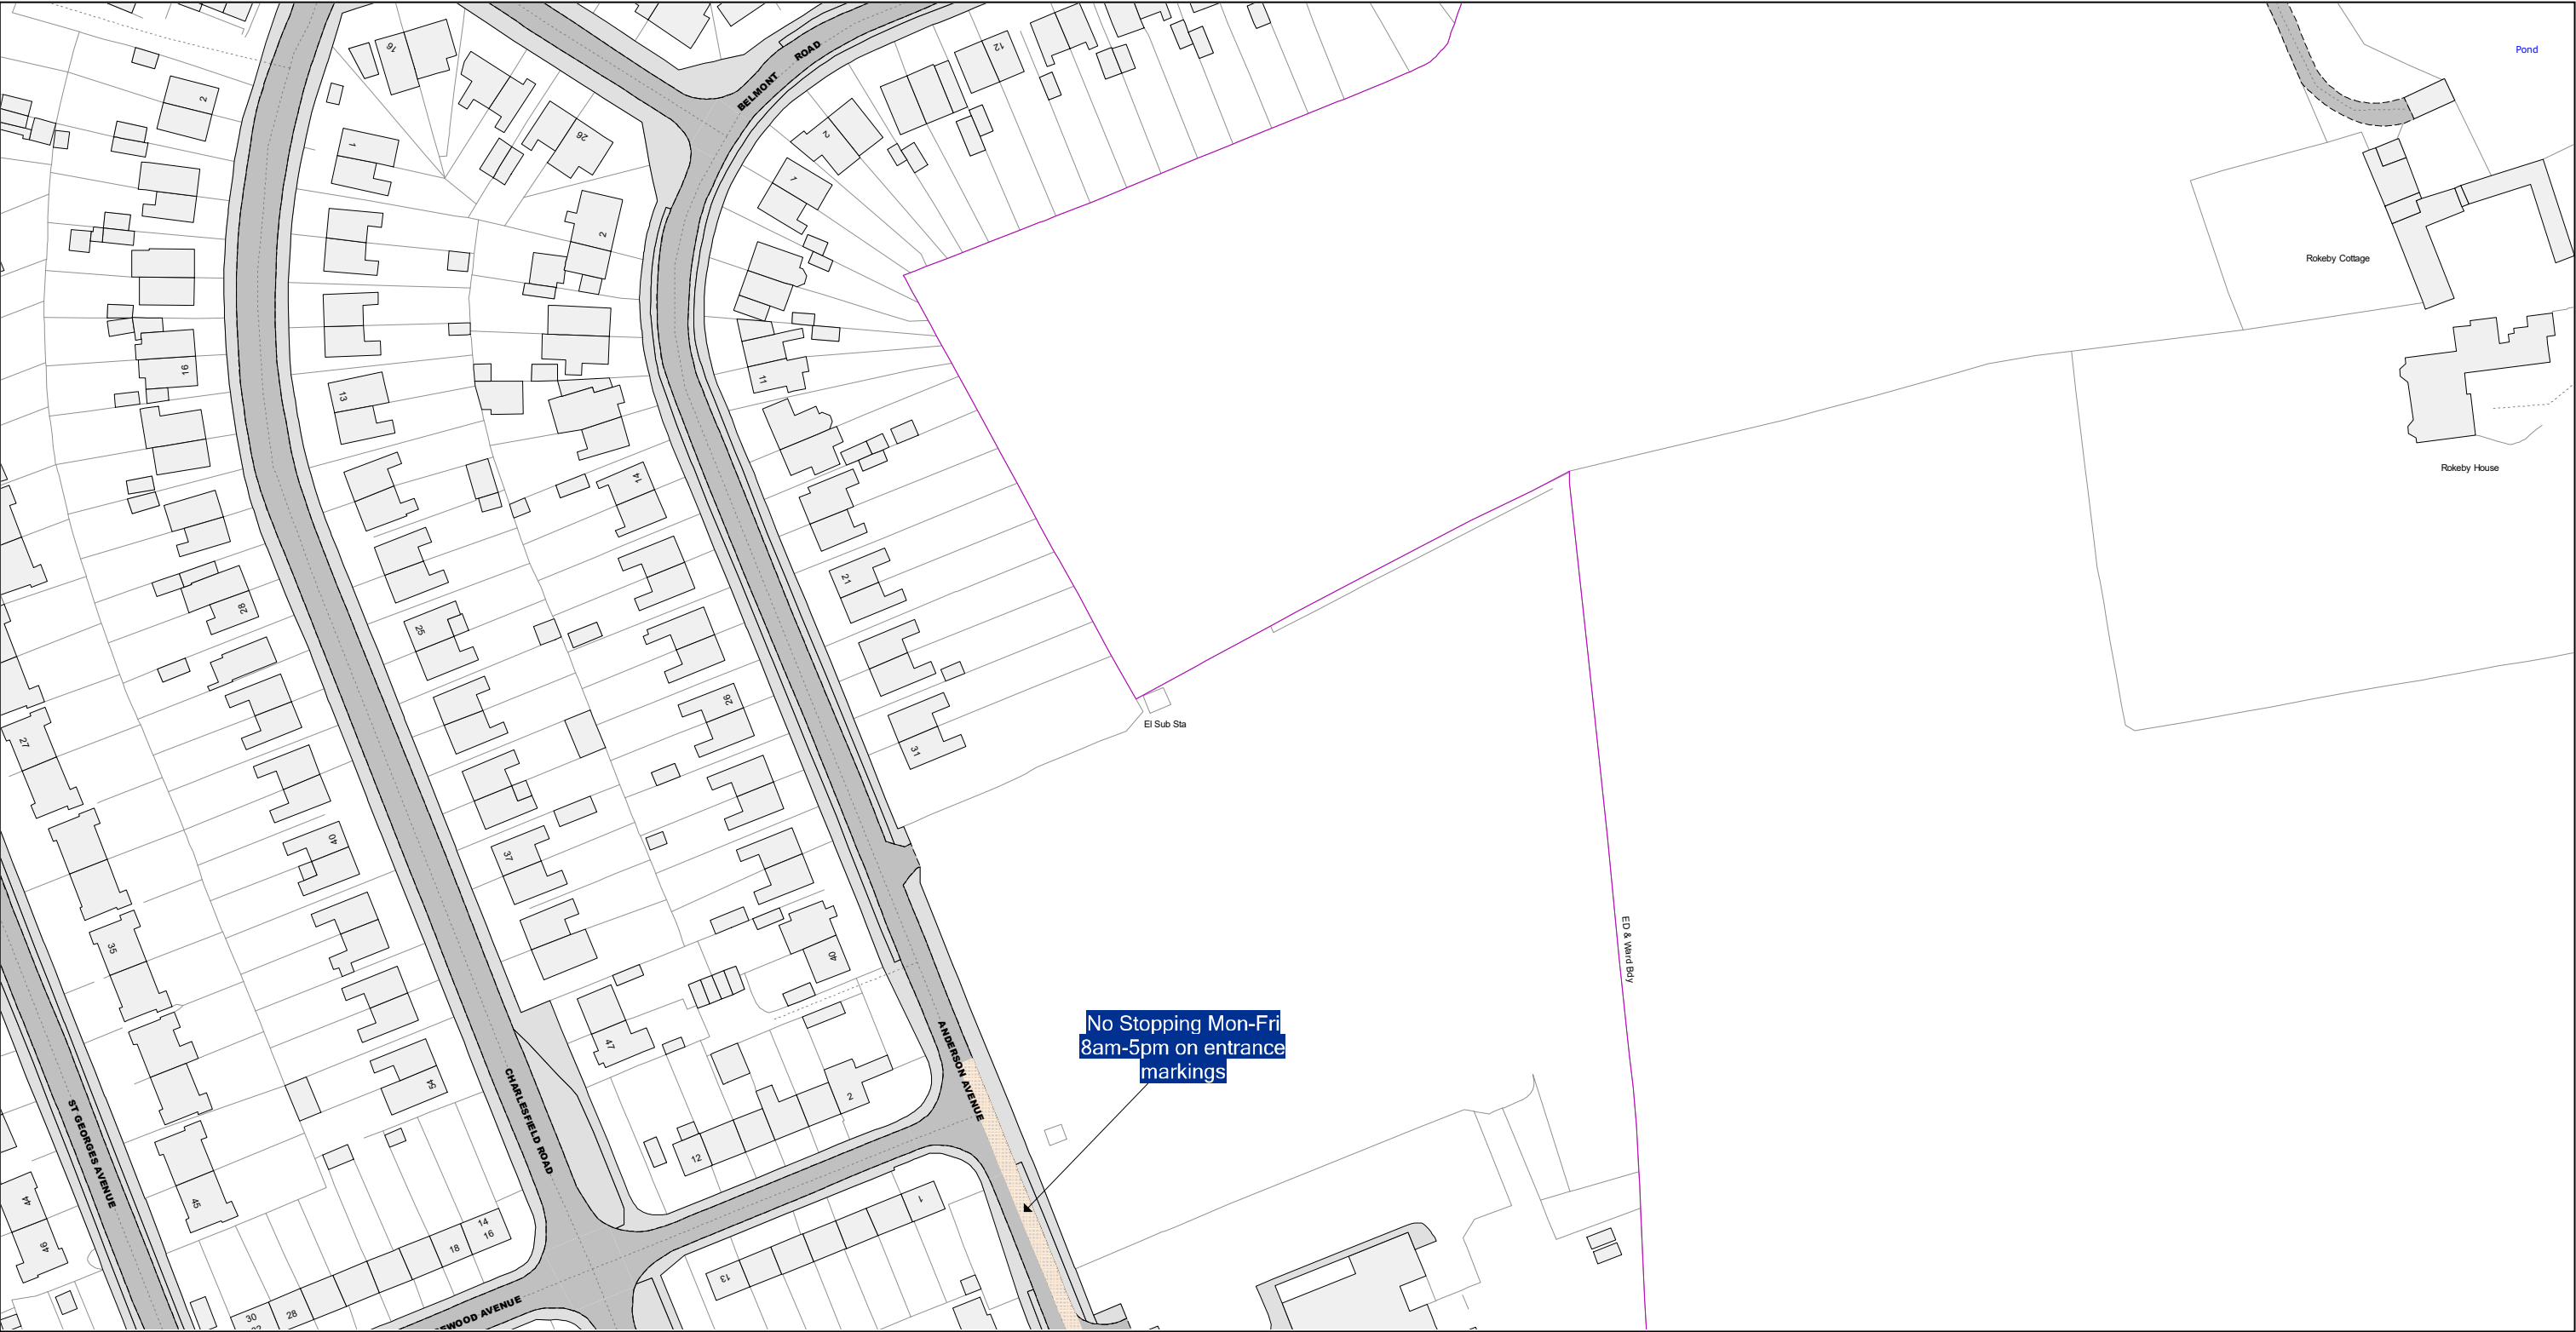 Pond
BELMONT ROAD
16
12
2
1
26
2
1
2
Rokeby Cottage
16
13
11
Rokeby House
14
21
28
25
26
El Sub Sta
31
27
40
37
35
40
ED & Ward Bdy
No Stopping Mon-Fri
8am-5pm on entrance
markings
47
ANDERSON AVENUE
CHARLESFIELD ROAD
54
2
ST GEORGES AVENUE
12
45
44
46
1
14
16
18
13
28
30
EWOOD AVENUE